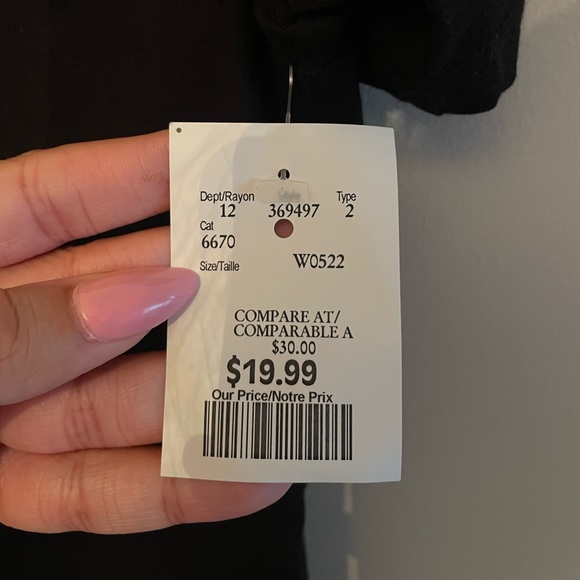 Dept/Rayon Type
12 369497 2
Cat
6670
Size/Taille W0522
COMPARE AT/
COMPARABLE A
$30.00
$19.99
Our Price/Notre Prix